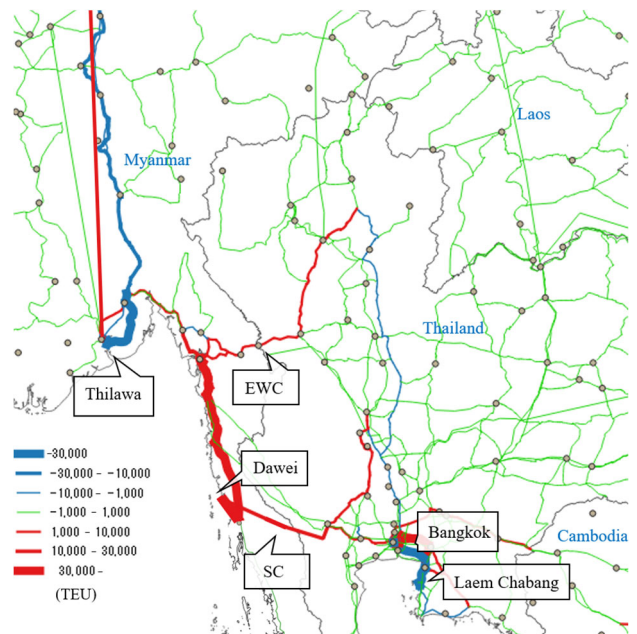 Laos
Myanmar
Thailand
EWC
Thilawa
-30,000
-30,000 - -10,000
-10,000 - -1,000
-1,000 - 1,000
1,000 - 10,000
10,000 - 30,000
30,000 -
(TEU)
Dawei
SC
Bangkok
Cambodia
Laem Chabang